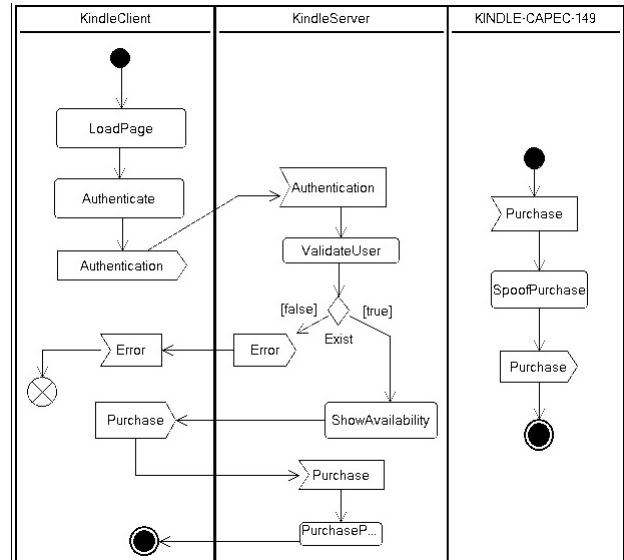 KindleClient
KindleServer
KINDLE-CAPEC-149
LoadPage
Authenticate
Authentication
Authentication
ValidateUser
[false]
[true]
Exist
Error
Error
Purchase
ShowAvailability
Purchase
PurchaseP...
Purchase
SpoofPurchase
Purchase